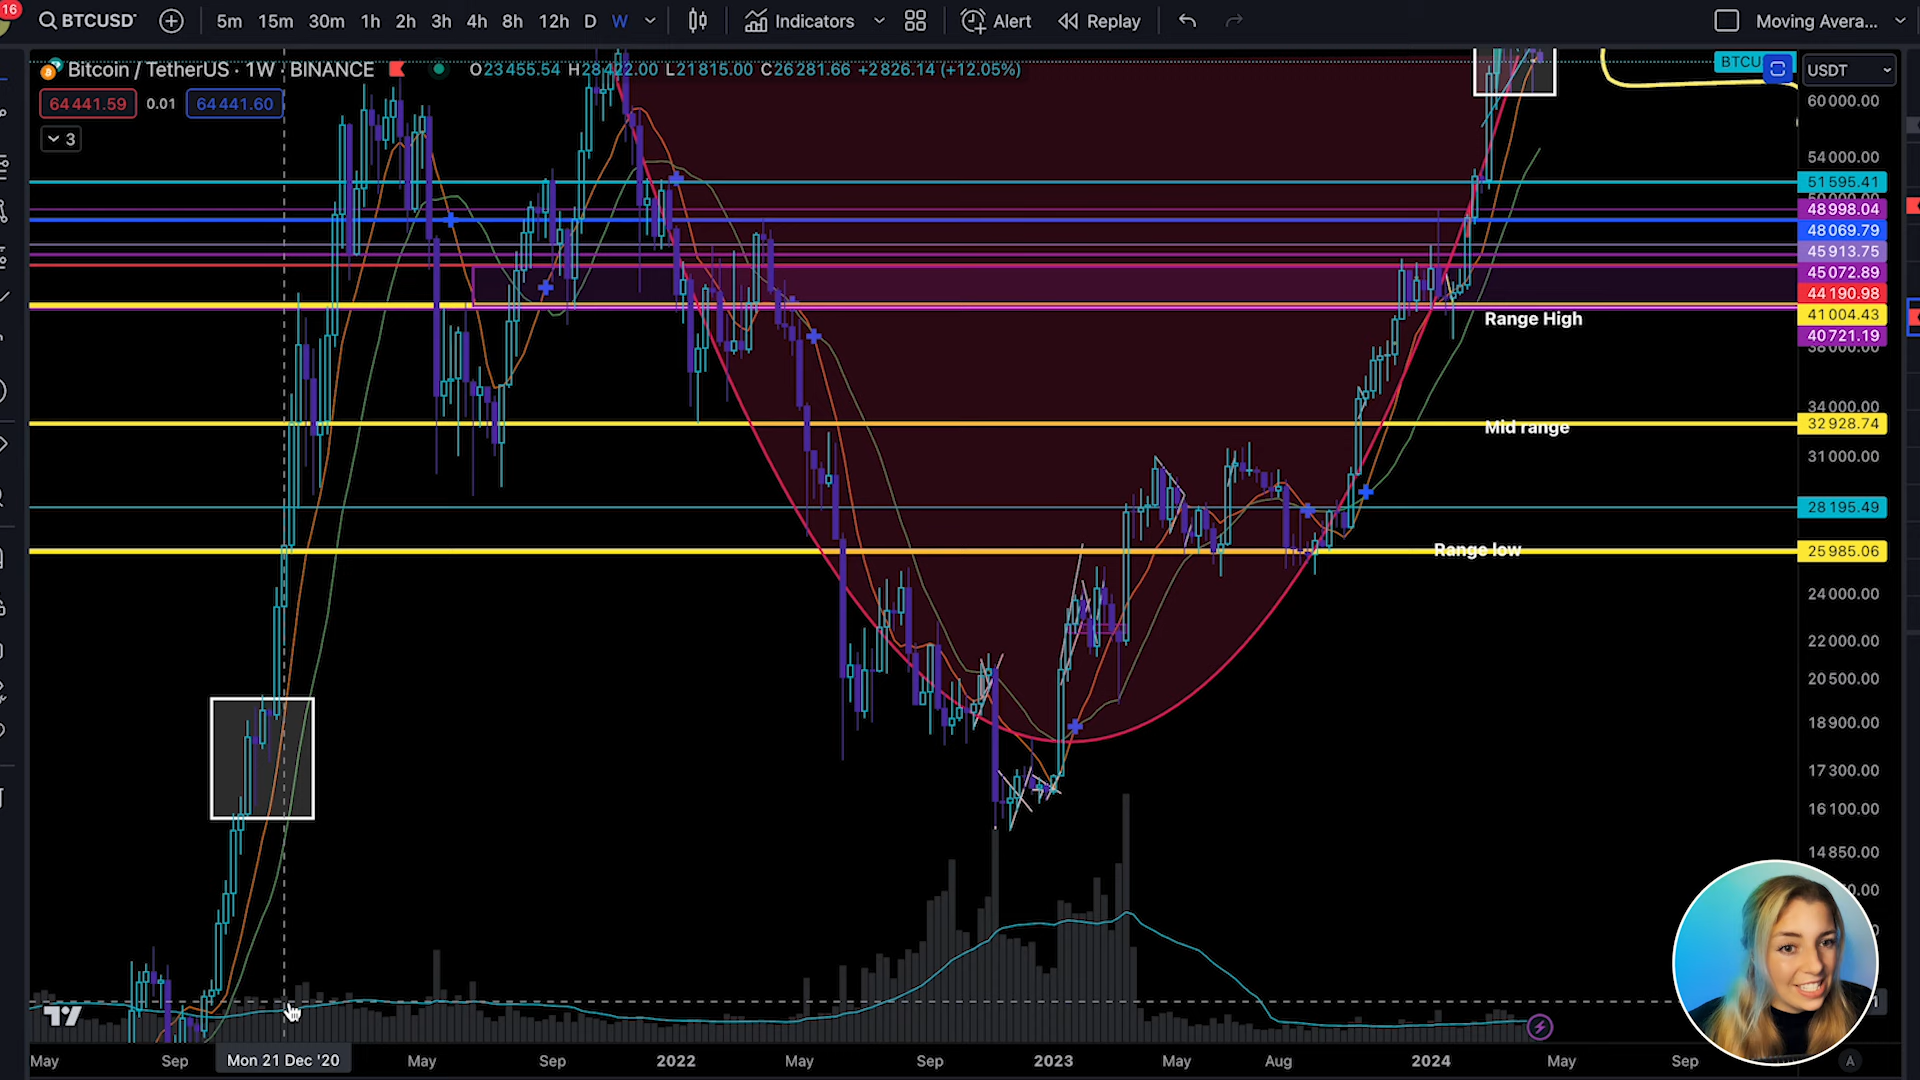 16
BTCUSD 5m 15m 30m 1h 2h 3h 4h 8h 12h D W Indicators Alert Replay Moving Avera...
Bitcoin / TetherUS · 1W · BINANCE O23455.54 H28422.00 L21815.00 C26281.66 +2826.14 (+12.05%)
BTCU
USDT
64441.59 0.01 64441.60
3
60000.00
54000.00
51595.41
48998.04
48069.79
45913.75
45072.89
44190.98
41004.43
Range High
40721.19
38000.00
34000.00
32928.74
Mid range
31000.00
28195.49
Range low
25985.06
24000.00
22000.00
20500.00
18900.00
17300.00
16100.00
14850.00
May Sep Mon 21 Dec '20 May Sep 2022 May Sep 2023 May Aug 2024 May Sep A